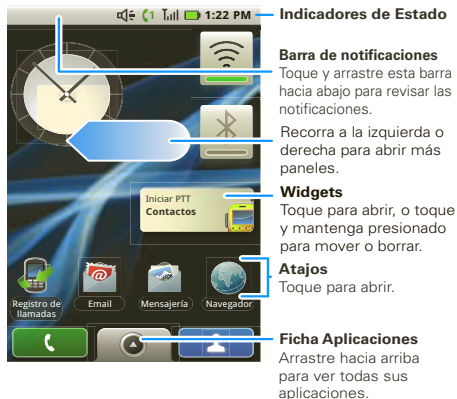 1:22 PM
Indicadores de Estado
Barra de notificaciones
Toque y arrastre esta barra
hacia abajo para revisar las
notificaciones.
Recorra a la izquierda o
derecha para abrir más
paneles.
Iniciar PTT
Contactos
Widgets
Toque para abrir, o toque
y mantenga presionado
para mover o borrar.
Registro de
llamadas
Email
Mensajería
Navegador
Atajos
Toque para abrir.
Ficha Aplicaciones
Arrastre hacia arriba
para ver todas sus
aplicaciones.